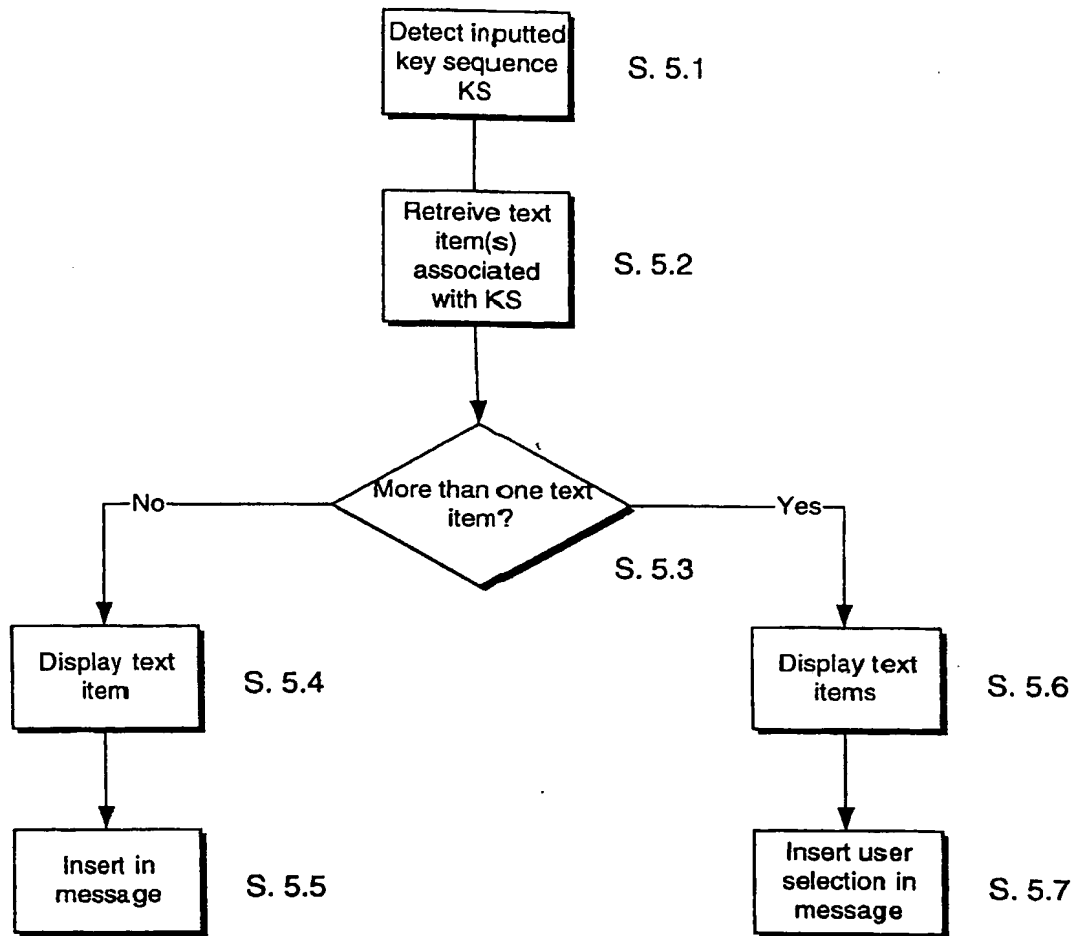 Detect inputted
key sequence
KS
S. 5.1
Retreive text
item(s)
associated
with KS
S. 5.2
More than one text
item?
No
Yes
S. 5.3
Display text
item
S. 5.4
Display text
items
S. 5.6
Insert in
message
S. 5.5
Insert user
selection in
message
S. 5.7